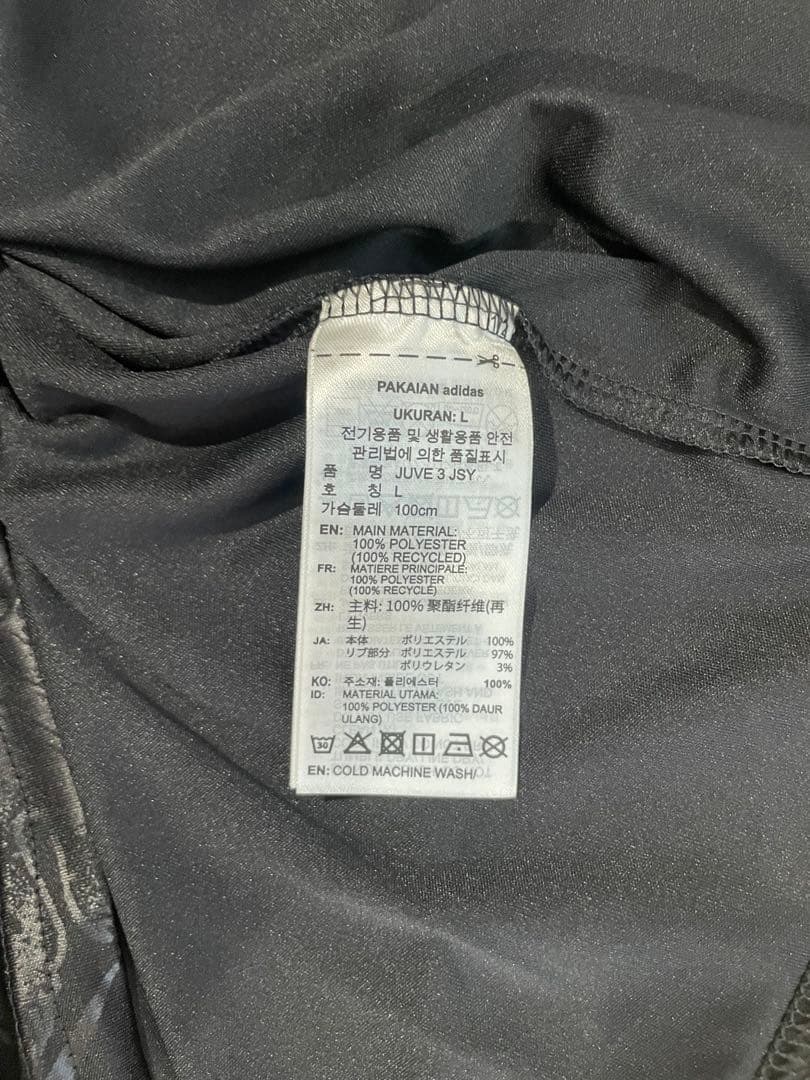 PAKAIAN adidas
UKURAN: L
전기용품 및 생활용품 안전
관리법에 의한 품질표시
품 명 JUVE 3 JSY
호 칭 L
가슴둘레 100cm
EN: MAIN MATERIAL:
100% POLYESTER
(100% RECYCLED)
FR: MATIERE PRINCIPALE:
100% POLYESTER
(100% RECYCLÉ)
ZH: 主料: 100% 聚酯纤维(再
生)
JA: 本体 ポリエステル 100%
リブ部分 ポリエステル 97%
ポリウレタン 3%
KO: 주소재: 폴리에스터 100%
ID: MATERIAL UTAMA:
100% POLYESTER (100% DAUR
ULANG)
30
EN: COLD MACHINE WASH/